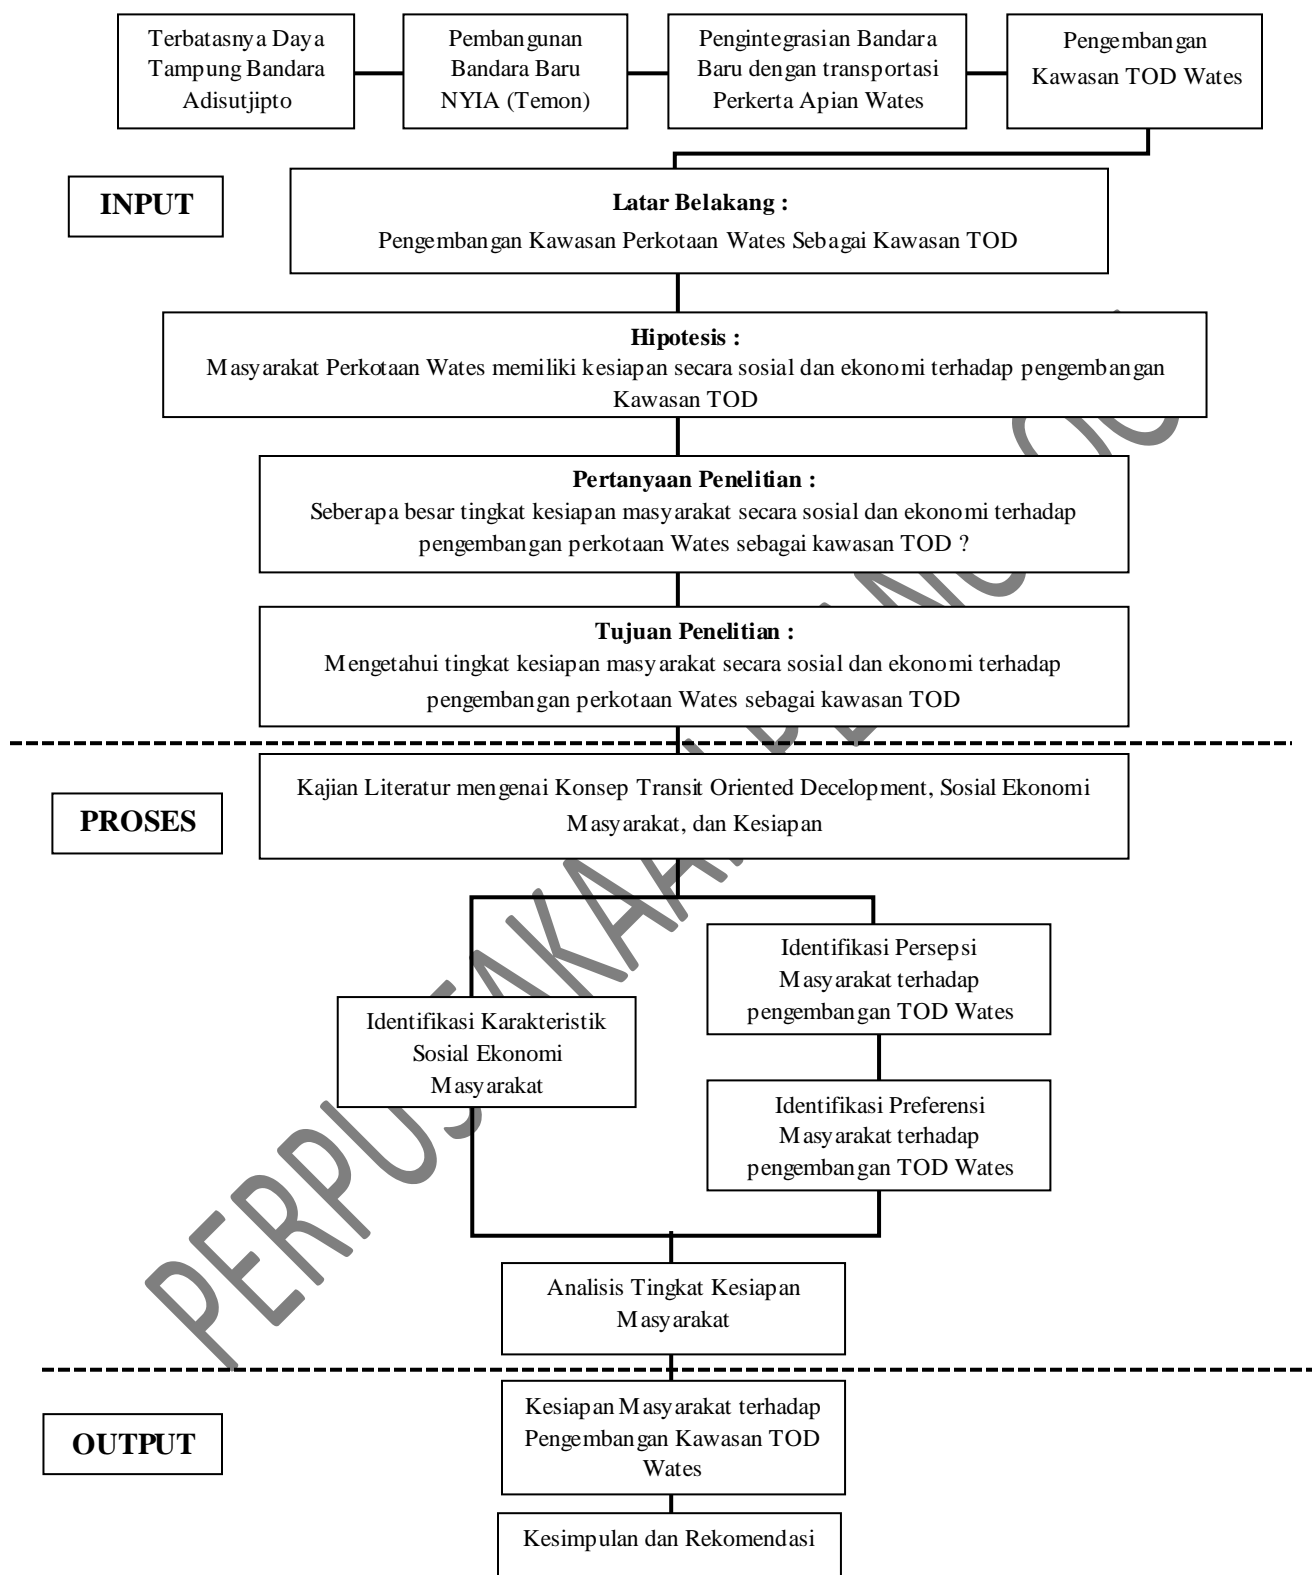 Terbatasnya Daya
Tampung Bandara
Adisutjipto
Pembangunan
Bandara Baru
NYIA (Temon)
Pengintegrasian Bandara
Baru dengan transportasi
Perkerta Apian Wates
Pengembangan
Kawasan TOD Wates
INPUT
Latar Belakang :
Pengembangan Kawasan Perkotaan Wates Sebagai Kawasan TOD
Hipotesis :
Masyarakat Perkotaan Wates memiliki kesiapan secara sosial dan ekonomi terhadap pengembangan
Kawasan TOD
Pertanyaan Penelitian :
Seberapa besar tingkat kesiapan masyarakat secara sosial dan ekonomi terhadap
pengembangan perkotaan Wates sebagai kawasan TOD ?
Tujuan Penelitian :
Mengetahui tingkat kesiapan masyarakat secara sosial dan ekonomi terhadap
pengembangan perkotaan Wates sebagai kawasan TOD
PROSES
Kajian Literatur mengenai Konsep Transit Oriented Decelopment, Sosial Ekonomi
Masyarakat, dan Kesiapan
Identifikasi Karakteristik
Sosial Ekonomi
Masyarakat
Identifikasi Persepsi
Masyarakat terhadap
pengembangan TOD Wates
Identifikasi Preferensi
Masyarakat terhadap
pengembangan TOD Wates
Analisis Tingkat Kesiapan
Masyarakat
OUTPUT
Kesiapan Masyarakat terhadap
Pengembangan Kawasan TOD
Wates
Kesimpulan dan Rekomendasi
PERPUSAKAAN